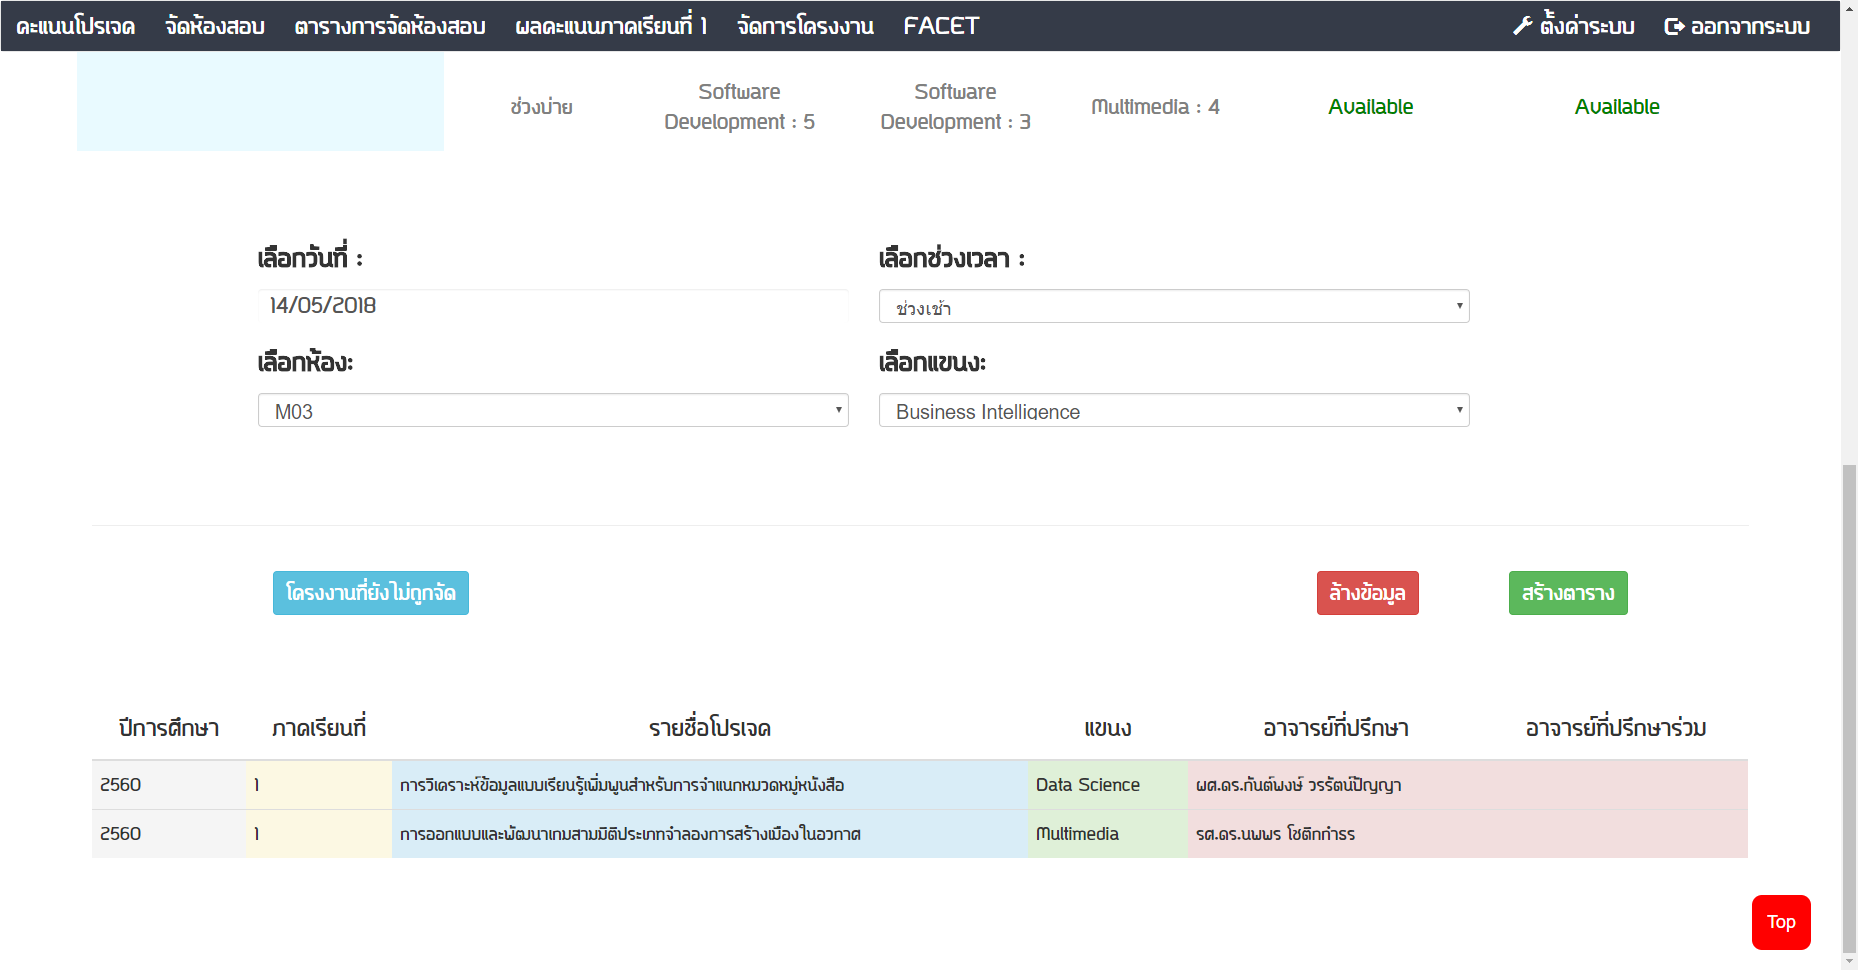 คะแนนโปรเจค จัดห้องสอบ ตารางการจัดห้องสอบ ผลคะแนนภาคเรียนที่ 1 จัดการโครงงาน FACET ตั้งค่าระบบ ออกจากระบบ
ช่วงบ่าย Software Development : 5 Software Development : 3 Multimedia : 4 Available Available
เลือกวันที่ : เลือกช่วงเวลา :
14/05/2018 ช่วงเช้า
เลือกห้อง: เลือกแขนง:
M03 Business Intelligence
โครงงานที่ยังไม่ถูกจัด ล้างข้อมูล สร้างตาราง
ปีการศึกษา ภาคเรียนที่ รายชื่อโปรเจค แขนง อาจารย์ที่ปรึกษา อาจารย์ที่ปรึกษาร่วม
2560 1 การวิเคราะห์ข้อมูลแบบเรียนรู้เพิ่มพูนสำหรับการจำแนกหมวดหมู่หนังสือ Data Science ผศ.ดร.กันต์พงษ์ วรรัตน์ปัญญา
2560 1 การออกแบบและพัฒนาเกมสามมิติประเภทจำลองการสร้างเมืองในอวกาศ Multimedia รศ.ดร.นพพร โชติกกำธร
Top